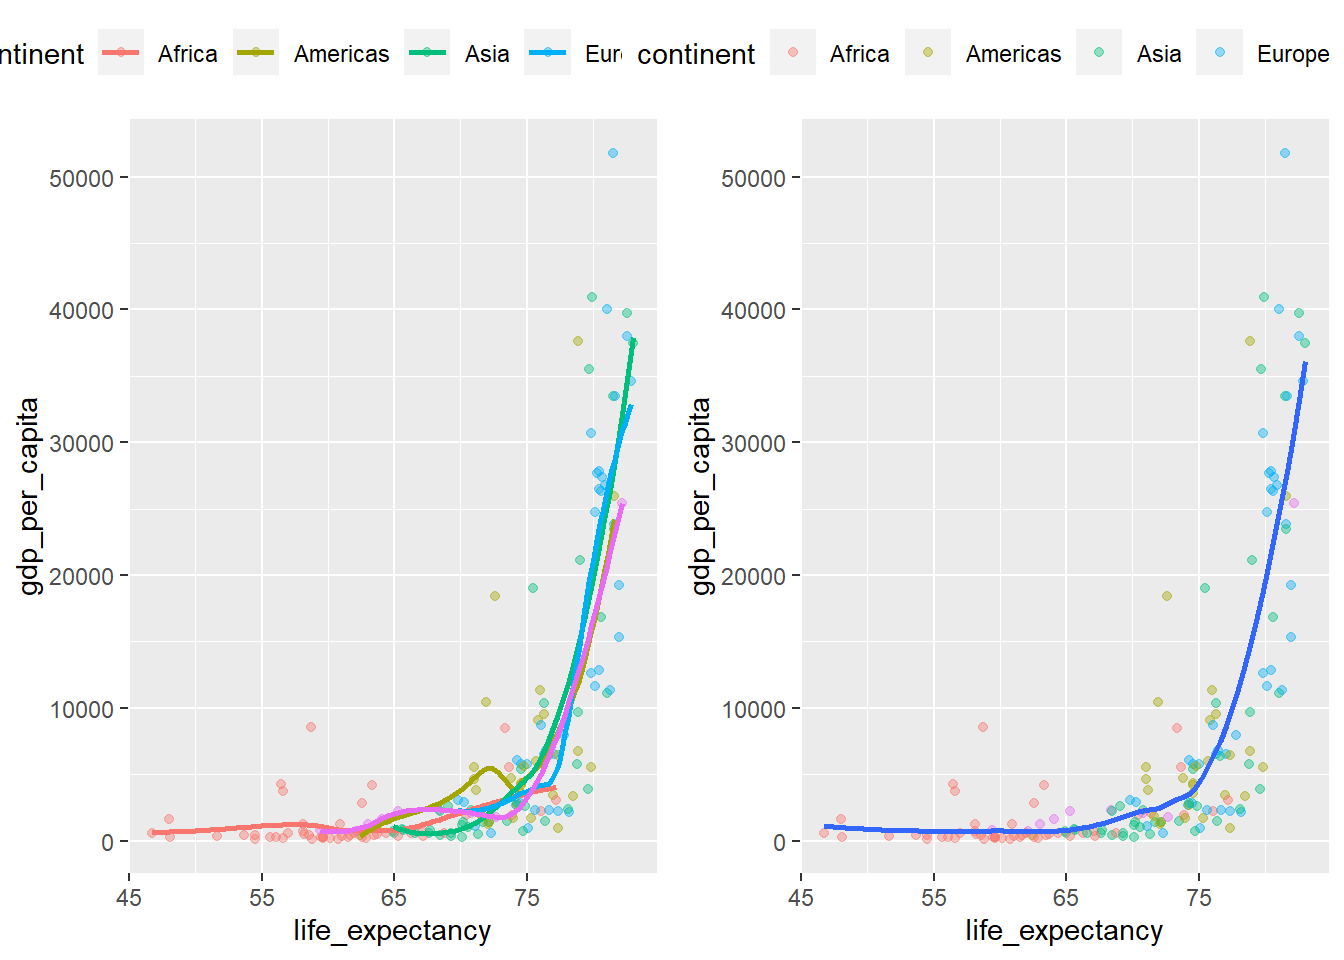 ntinent Africa Americas Asia Eur
continent Africa Americas Asia Europe
50000
40000
30000
20000
10000
0
45 55 65 75
life_expectancy
gdp_per_capita
50000
40000
30000
20000
10000
0
45 55 65 75
life_expectancy
gdp_per_capita